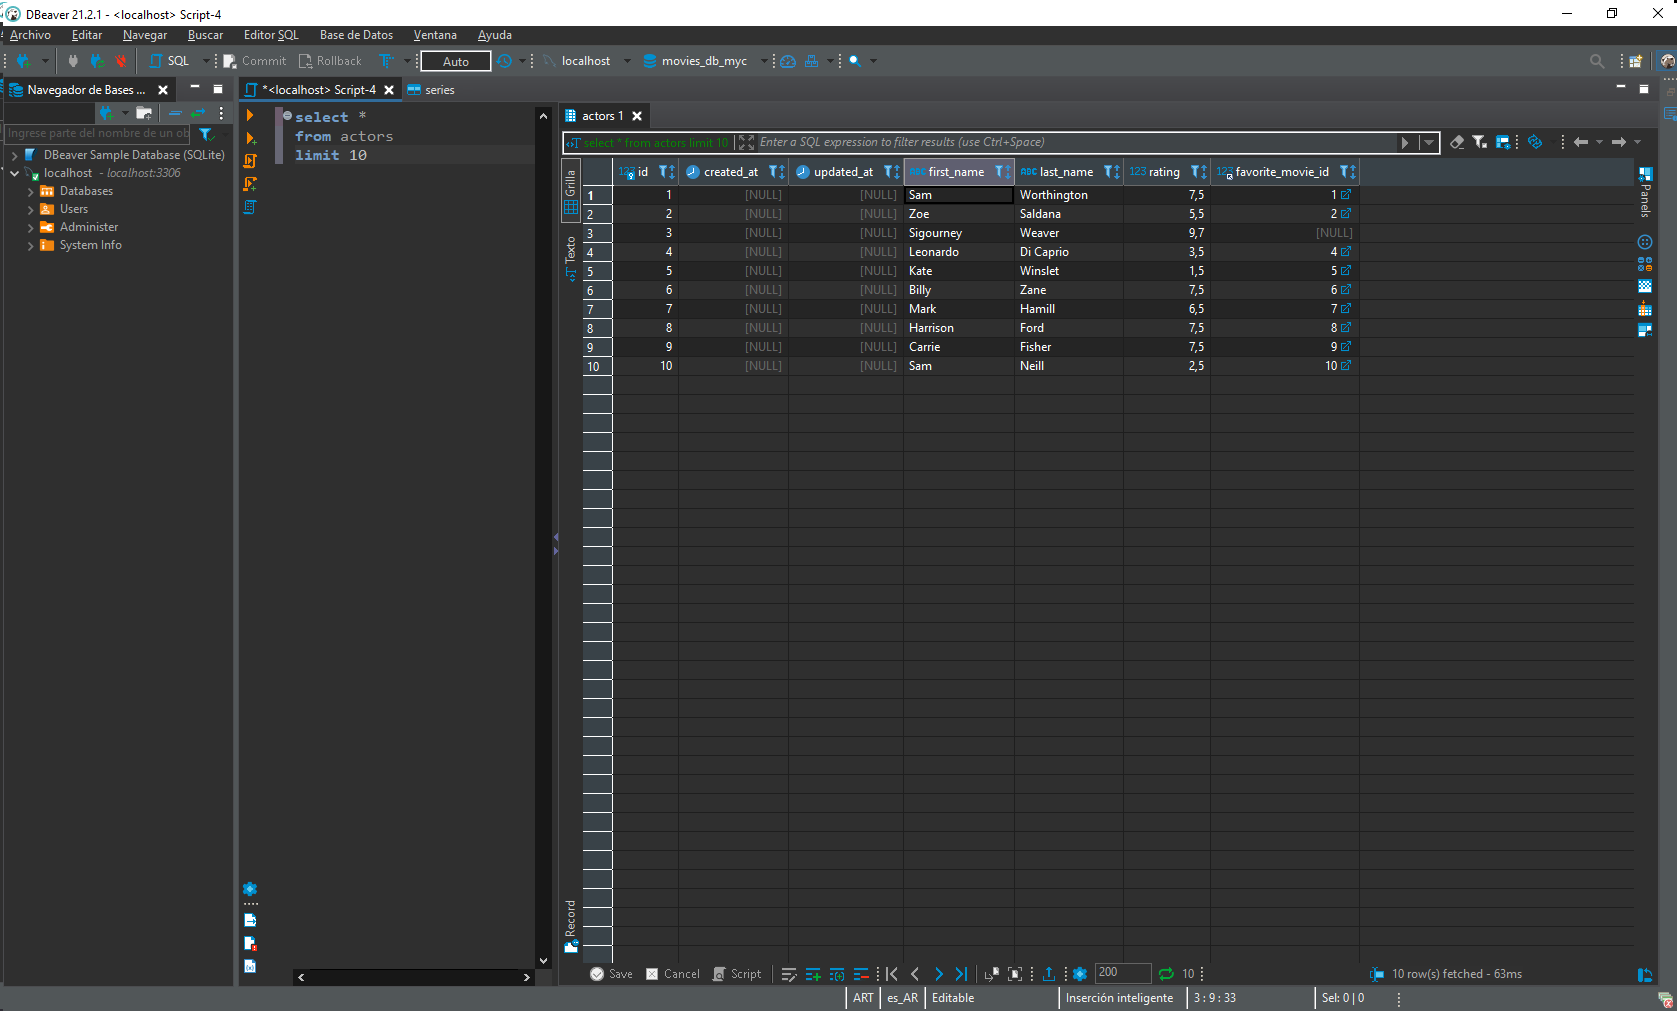 DBeaver 21.2.1 - <localhost> Script-4
Archivo Editar Navegar Buscar Editor SQL Base de Datos Ventana Ayuda
SQL Commit Rollback Auto localhost movies_db_myc
Navegador de Bases ...
*<localhost> Script-4 series
Ingrese parte del nombre de un ob
DBeaver Sample Database (SQLite)
localhost - localhost:3306
Databases
Users
Administer
System Info
select *
from actors
limit 10
actors 1
select * from actors limit 10 Enter a SQL expression to filter results (use Ctrl+Space)
Grilla
Texto
Record
Panels
123 id created_at updated_at ABC first_name ABC last_name 123 rating 123 favorite_movie_id
1 1 [NULL] [NULL] Sam Worthington 7,5 1
2 2 [NULL] [NULL] Zoe Saldana 5,5 2
3 3 [NULL] [NULL] Sigourney Weaver 9,7 [NULL]
4 4 [NULL] [NULL] Leonardo Di Caprio 3,5 4
5 5 [NULL] [NULL] Kate Winslet 1,5 5
6 6 [NULL] [NULL] Billy Zane 7,5 6
7 7 [NULL] [NULL] Mark Hamill 6,5 7
8 8 [NULL] [NULL] Harrison Ford 7,5 8
9 9 [NULL] [NULL] Carrie Fisher 7,5 9
10 10 [NULL] [NULL] Sam Neill 2,5 10
Save Cancel Script 200 10 10 row(s) fetched - 63ms
ART es_AR Editable Inserción inteligente 3 : 9 : 33 Sel: 0 | 0